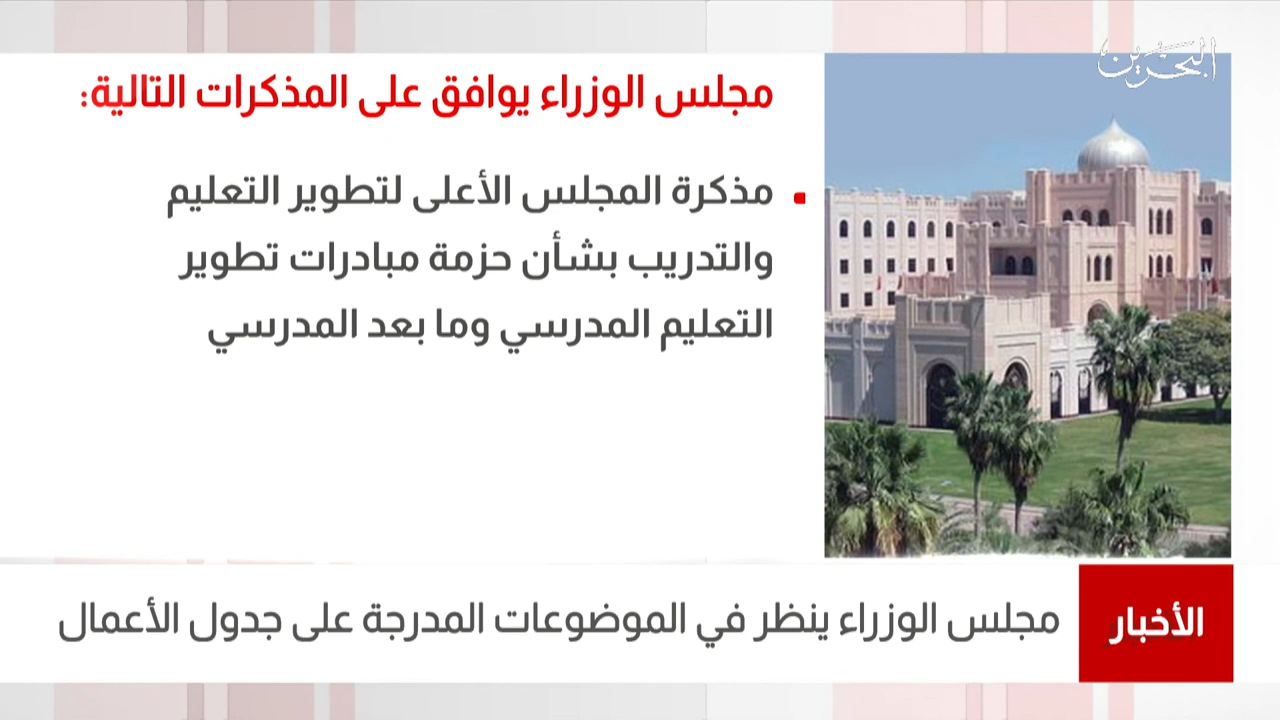 البحرين
مجلس الوزراء يوافق على المذكرات التالية:
مذكرة المجلس الأعلى لتطوير التعليم
والتدريب بشأن حزمة مبادرات تطوير
التعليم المدرسي وما بعد المدرسي
الأخبار
مجلس الوزراء ينظر في الموضوعات المدرجة على جدول الأعمال